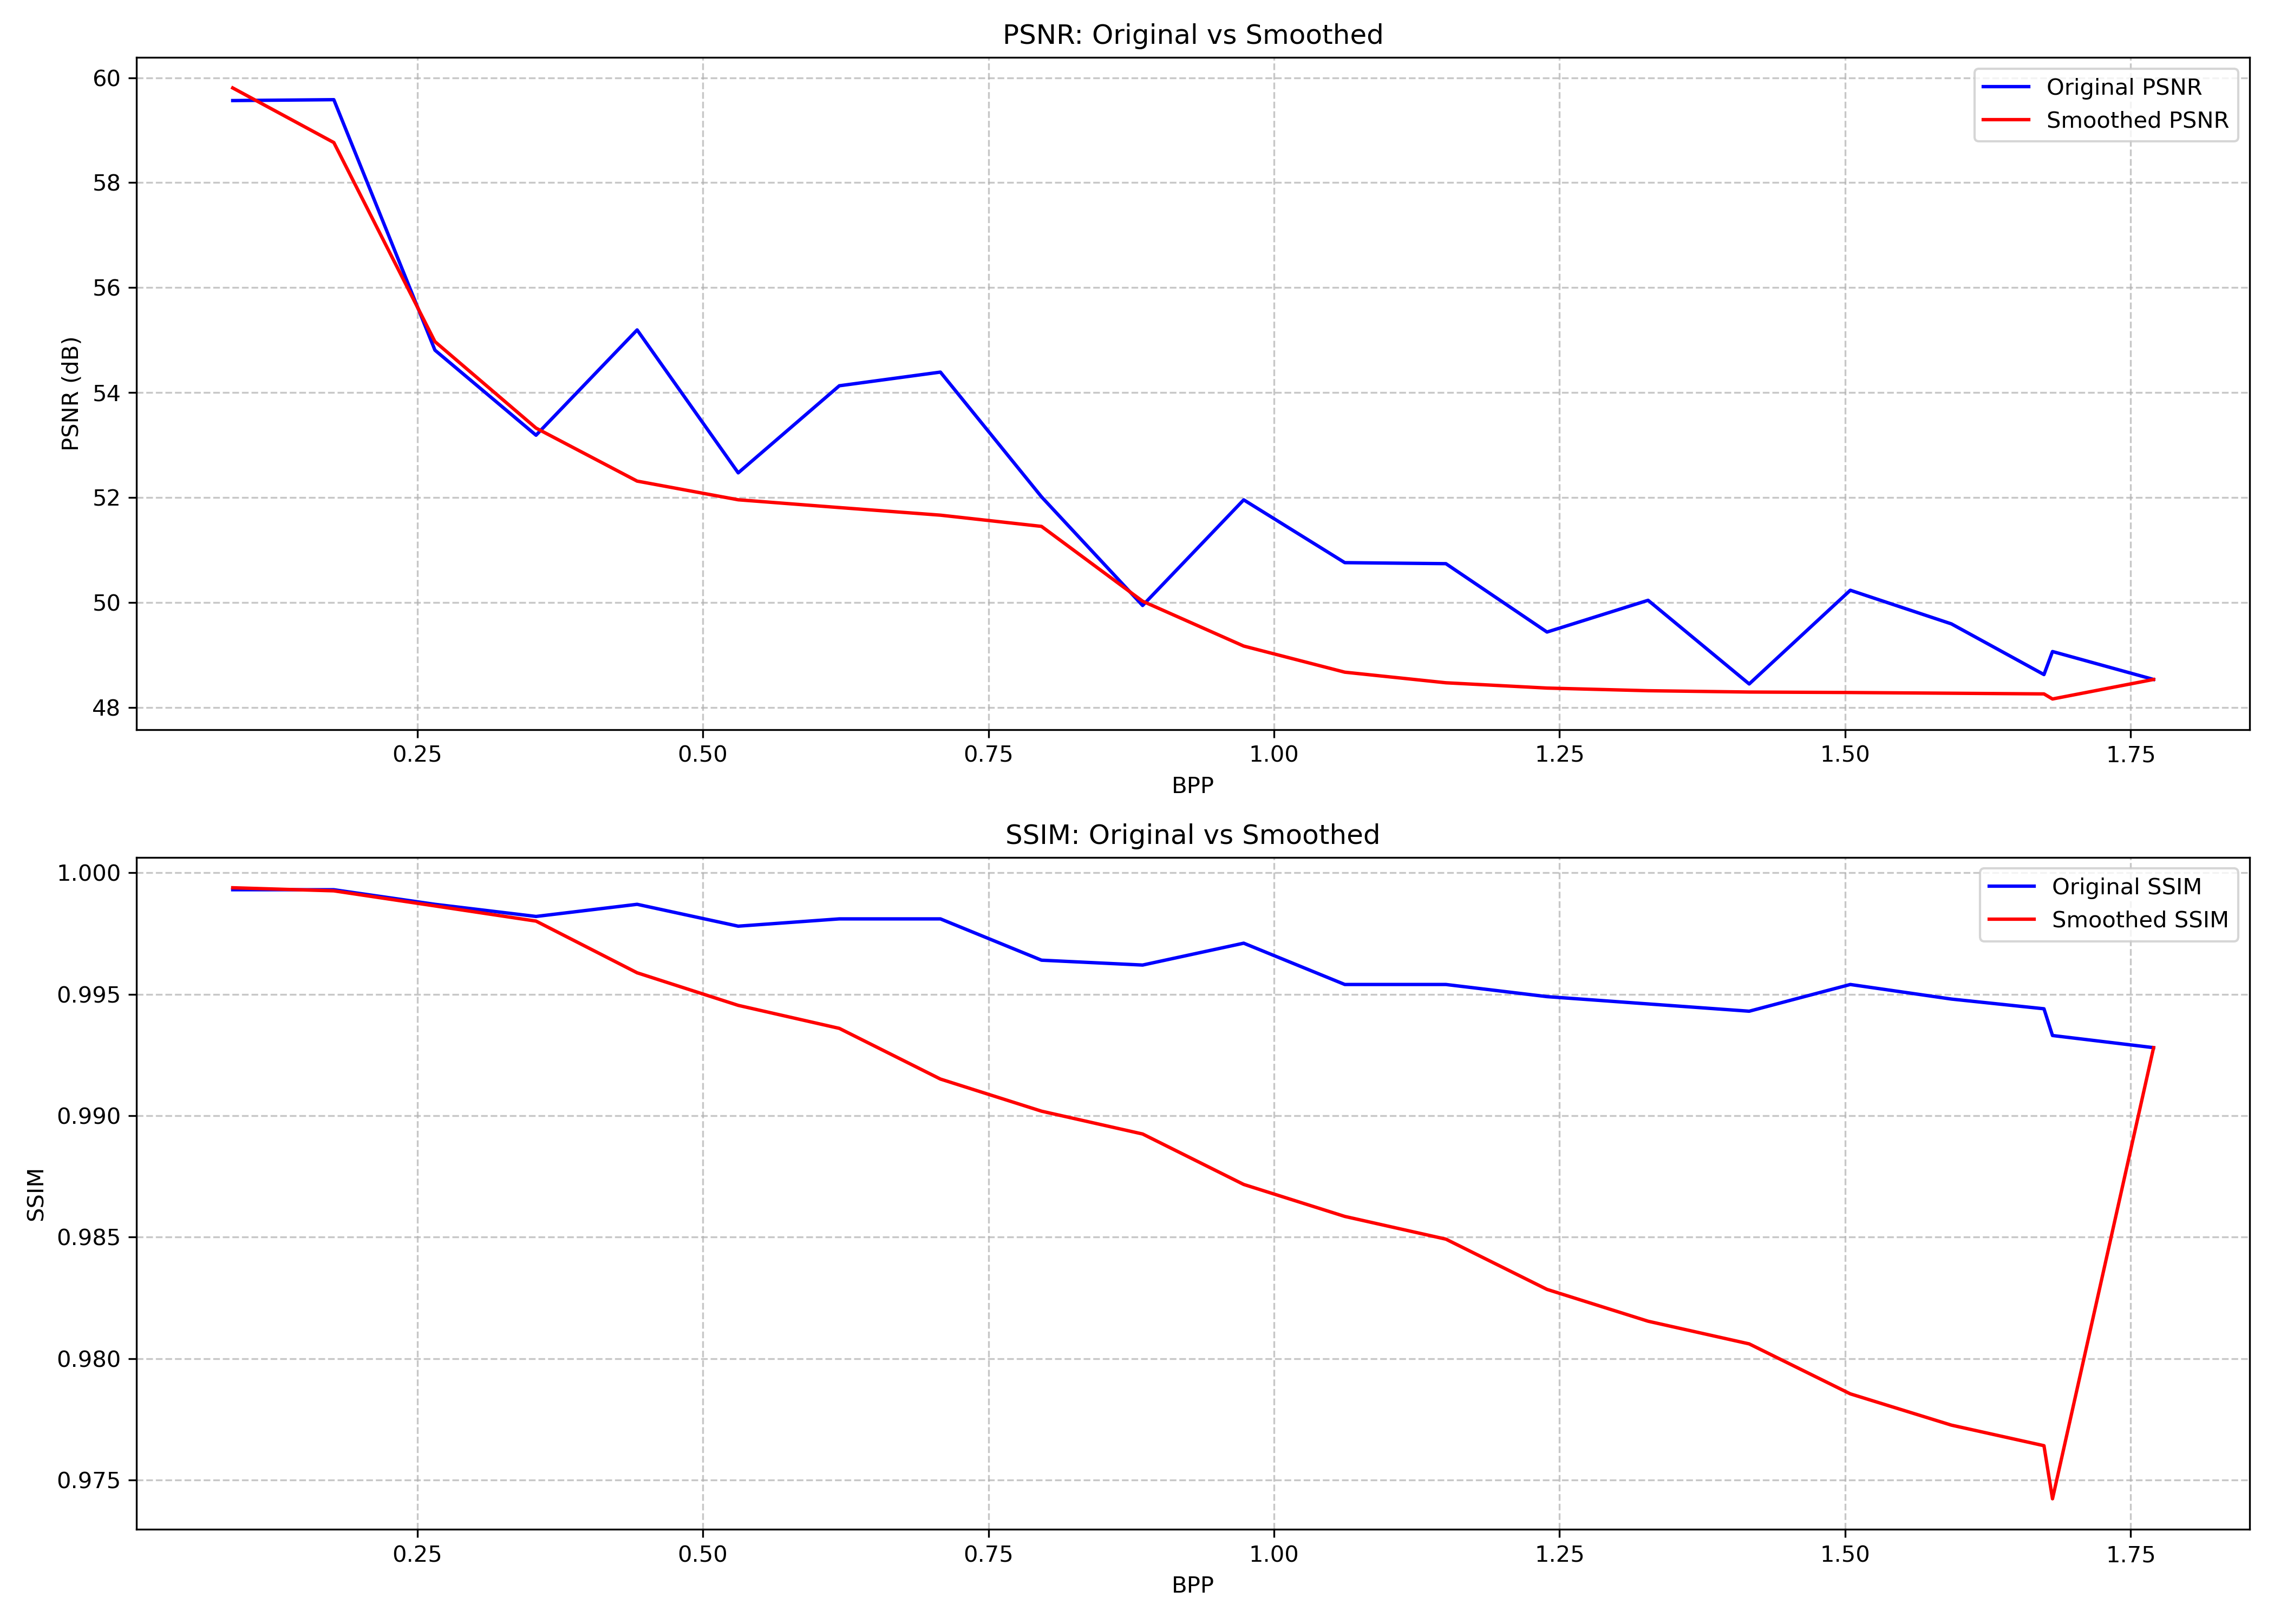 PSNR: Original vs Smoothed
60
58
56
54
52
50
48
PSNR (dB)
Original PSNR
Smoothed PSNR
0.25 0.50 0.75 1.00 1.25 1.50 1.75
BPP
SSIM: Original vs Smoothed
1.000
0.995
0.990
0.985
0.980
0.975
SSIM
Original SSIM
Smoothed SSIM
0.25 0.50 0.75 1.00 1.25 1.50 1.75
BPP